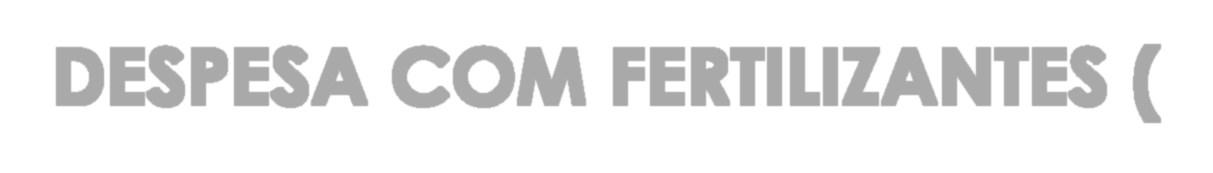 DESPESA COM FERTILIZANTES (